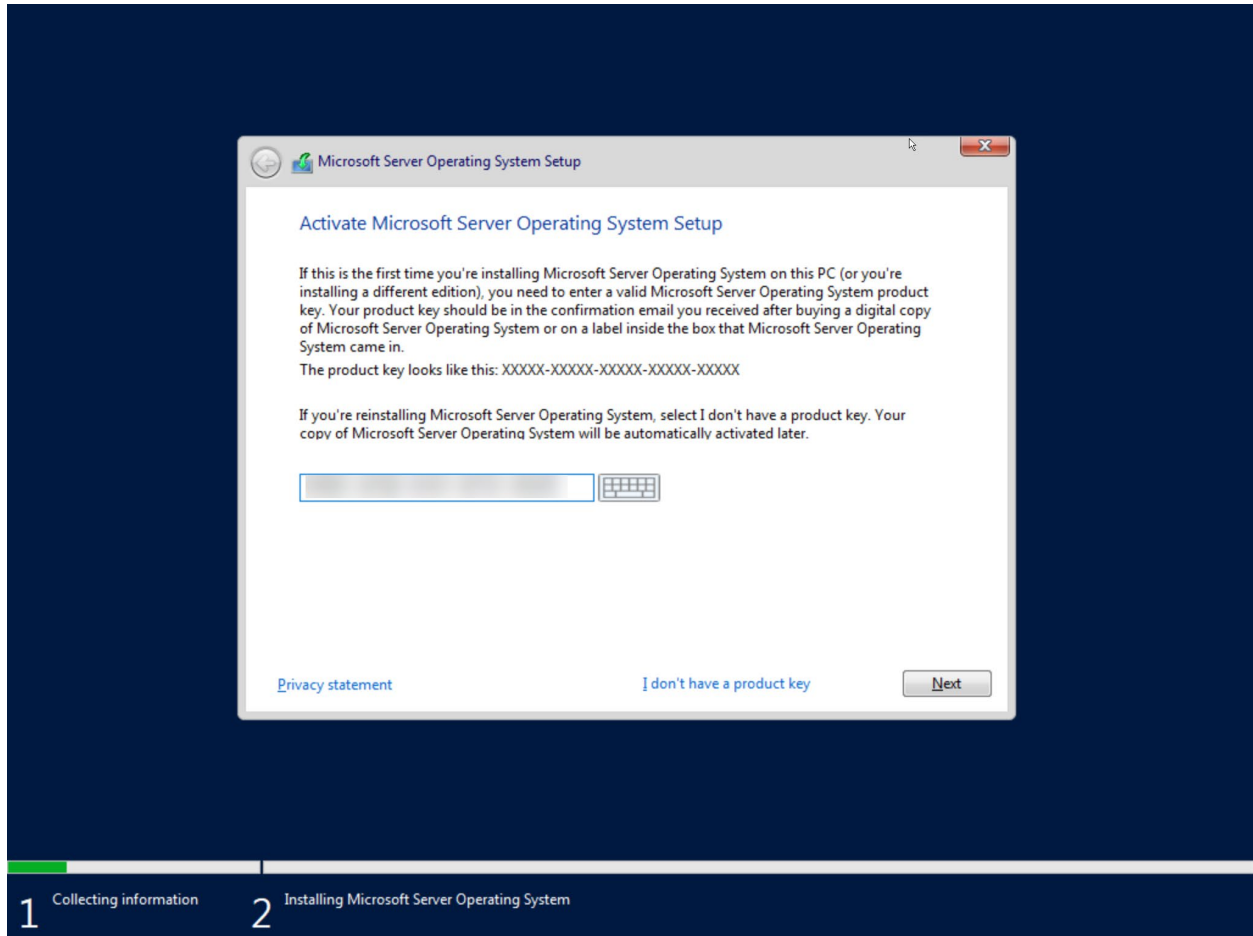 Microsoft Server Operating System Setup
Activate Microsoft Server Operating System Setup
If this is the first time you're installing Microsoft Server Operating System on this PC (or you're
installing a different edition), you need to enter a valid Microsoft Server Operating System product
key. Your product key should be in the confirmation email you received after buying a digital copy
of Microsoft Server Operating System or on a label inside the box that Microsoft Server Operating
System came in.
The product key looks like this: XXXXX-XXXXX-XXXXX-XXXXX-XXXXX
If you're reinstalling Microsoft Server Operating System, select I don't have a product key. Your
copy of Microsoft Server Operating System will be automatically activated later.
Privacy statement
I don't have a product key
Next
1 Collecting information
2 Installing Microsoft Server Operating System